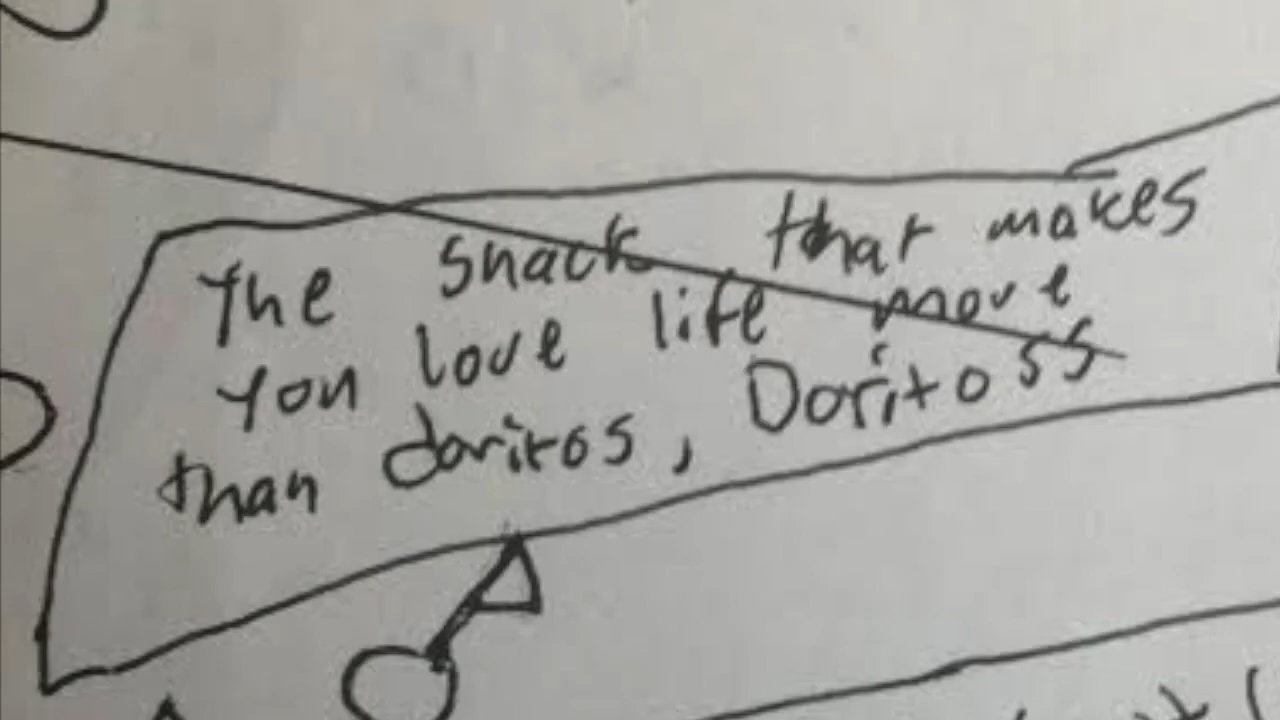 The snack that makes
you love life more
than doritos, Doritoss